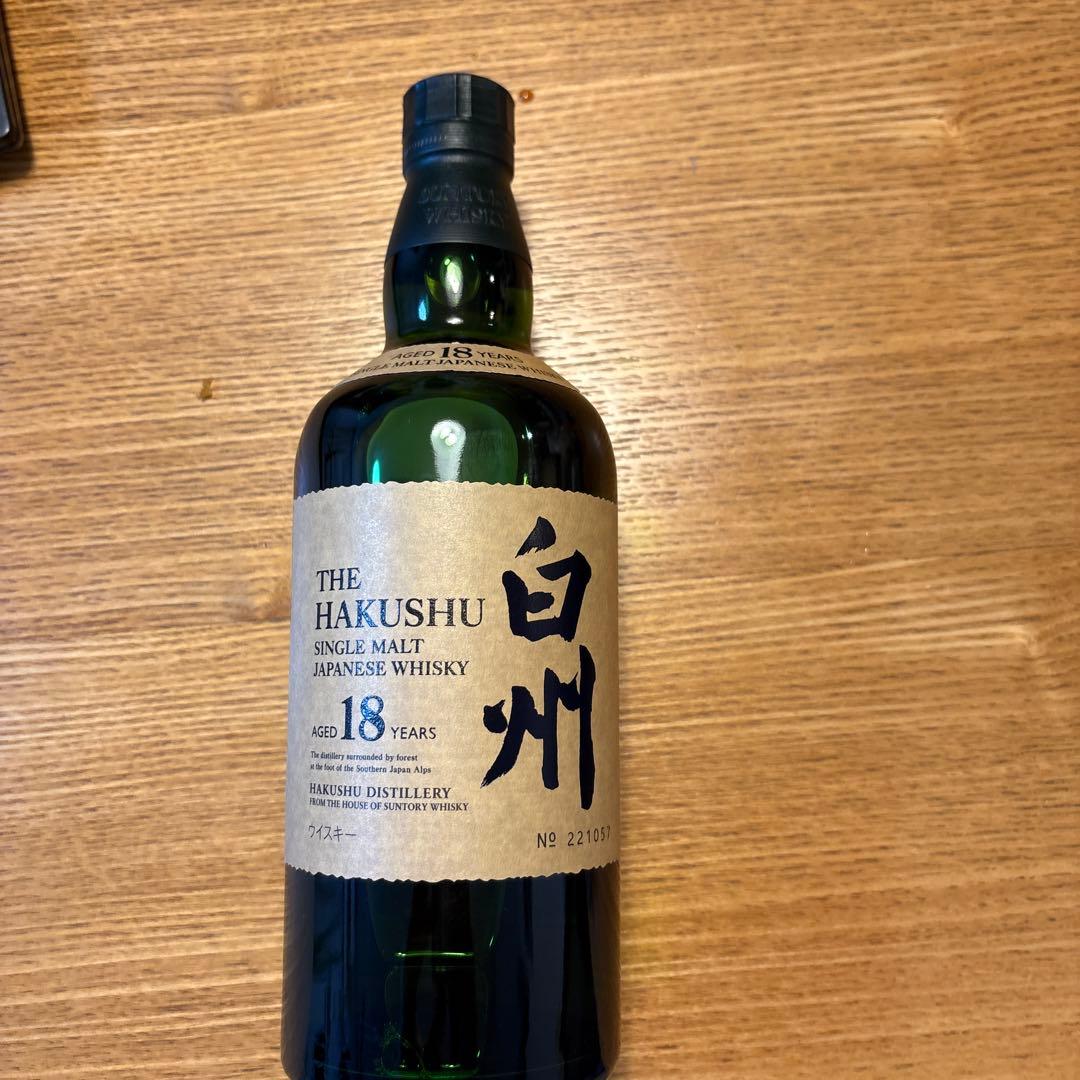 SUNTORY
WHISKY
AGED 18 YEARS
SINGLE MALT JAPANESE WHISKY
THE
HAKUSHU
SINGLE MALT
JAPANESE WHISKY
AGED 18 YEARS
The distillery surrounded by forest
at the foot of the Southern Japan Alps
HAKUSHU DISTILLERY
FROM THE HOUSE OF SUNTORY WHISKY
ウイスキー
白州
Nº 221057